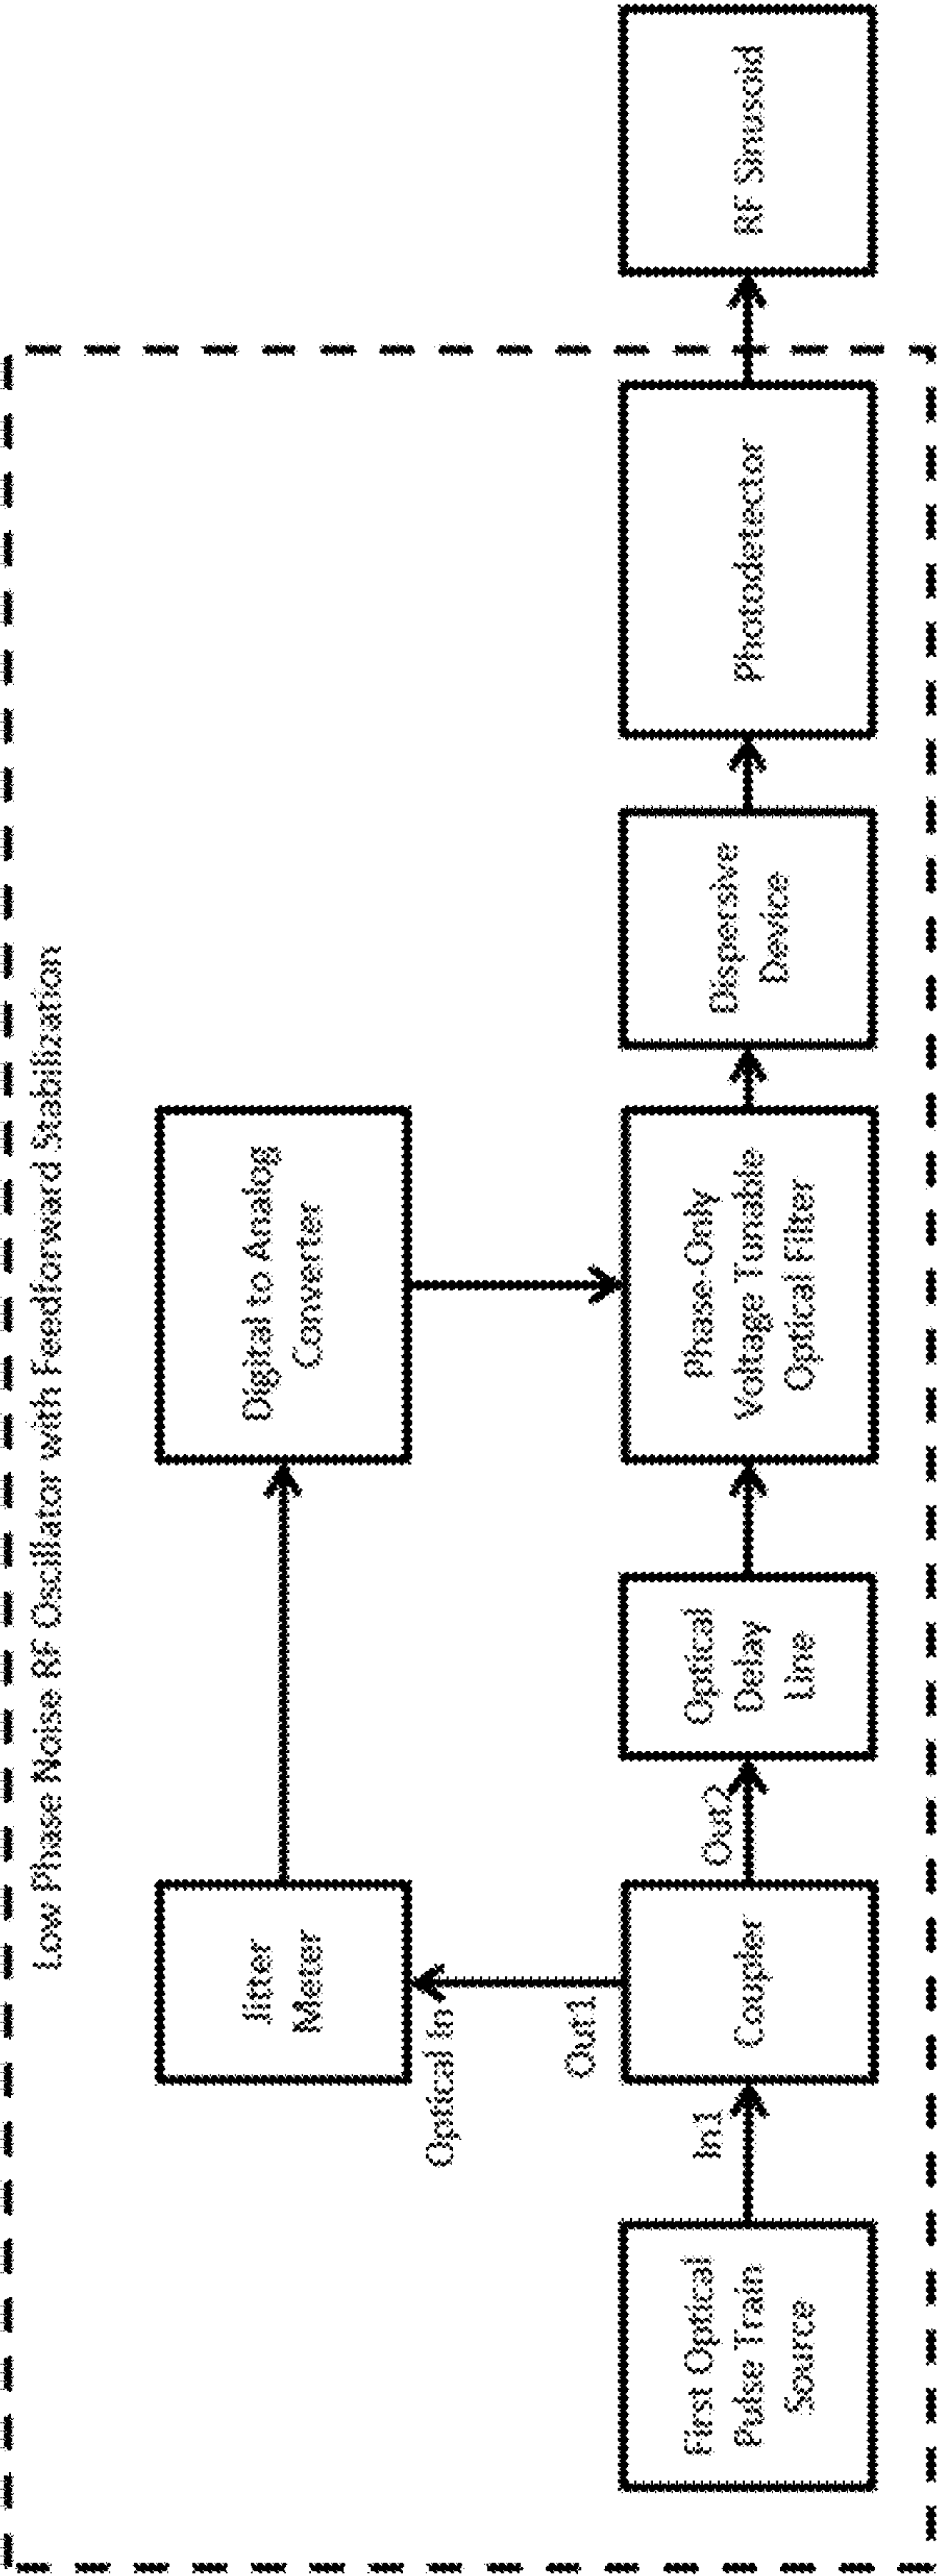 Low Phase Noise RF Oscillator with Feedforward Stabilization
Jitter
Meter
Digital to Analog
Converter
Optical In
Out1
First Optical
Pulse Train
Source
In1
Coupler
Out2
Optical
Delay
Line
Phase-Only
Voltage Tunable
Optical Filter
Dispersive
Device
Photodetector
RF Sinusoid